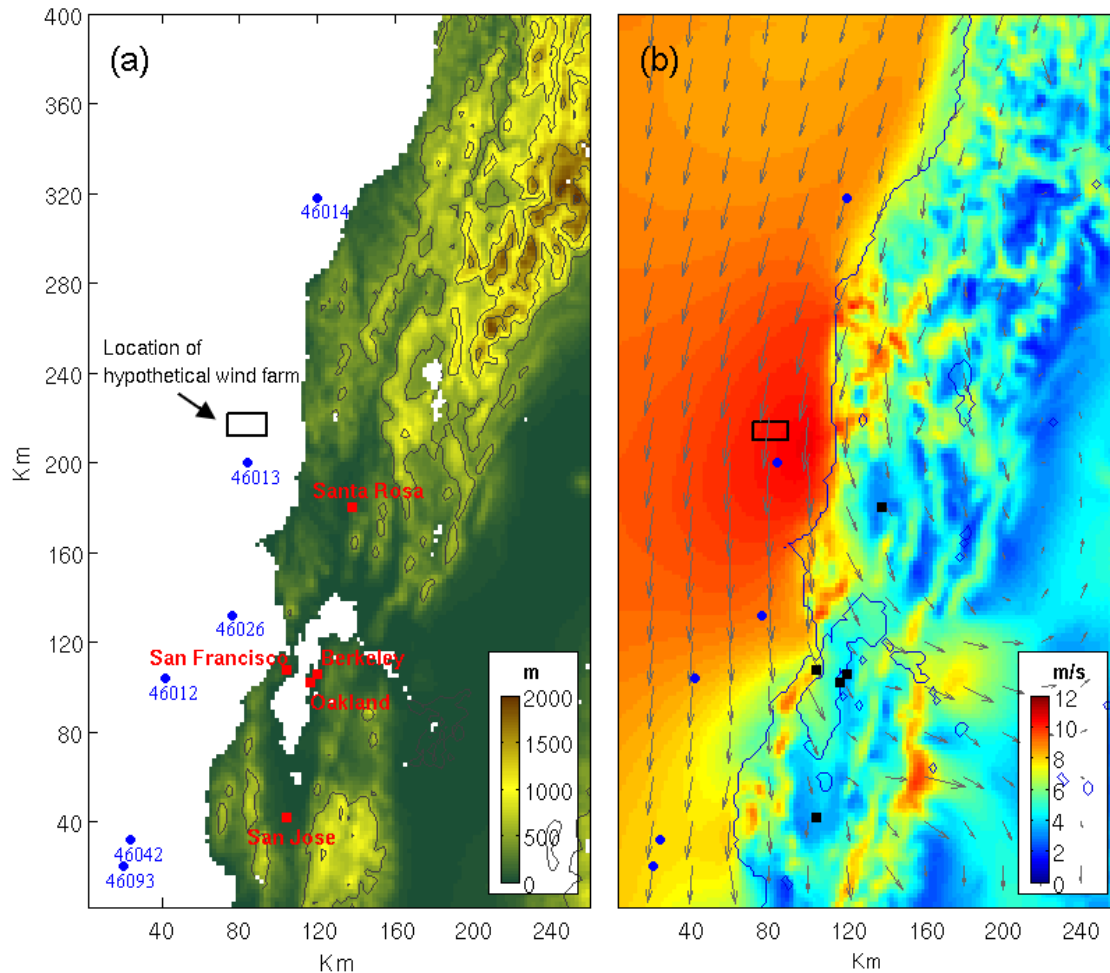 400
(a)
360
320
46014
280
Location of
hypothetical wind farm
240
46013
200
Santa Rosa
Km
160
46026
120
San Francisco
Berkeley
46012
Oakland
80
40
San Jose
46042
46093
m
2000
1500
1000
500
0
40
80
120
160
200
240
Km
(b)
m/s
12
10
8
6
4
2
0
40
80
120
160
200
240
Km